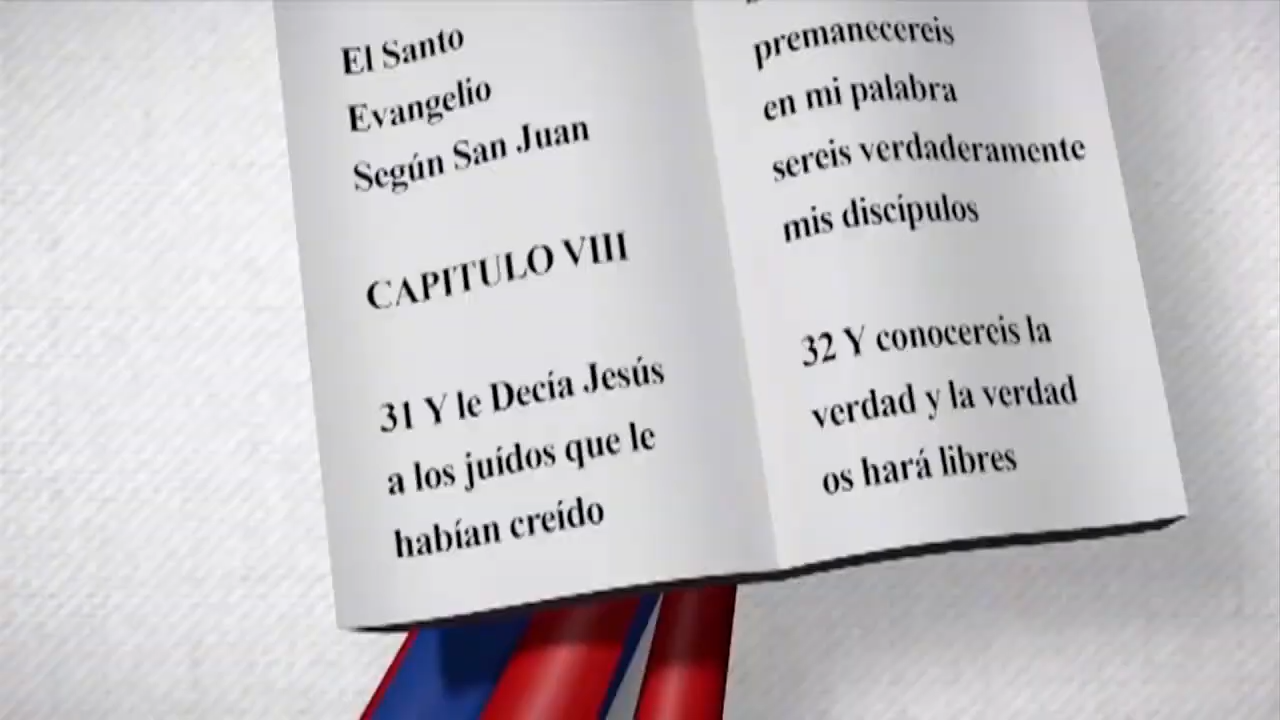 El Santo
Evangelio
Según San Juan
CAPITULO VIII
31 Y le Decía Jesús
a los juídos que le
habían creído
premanecereis
en mi palabra
sereis verdaderamente
mis discípulos
32 Y conocereis la
verdad y la verdad
os hará libres